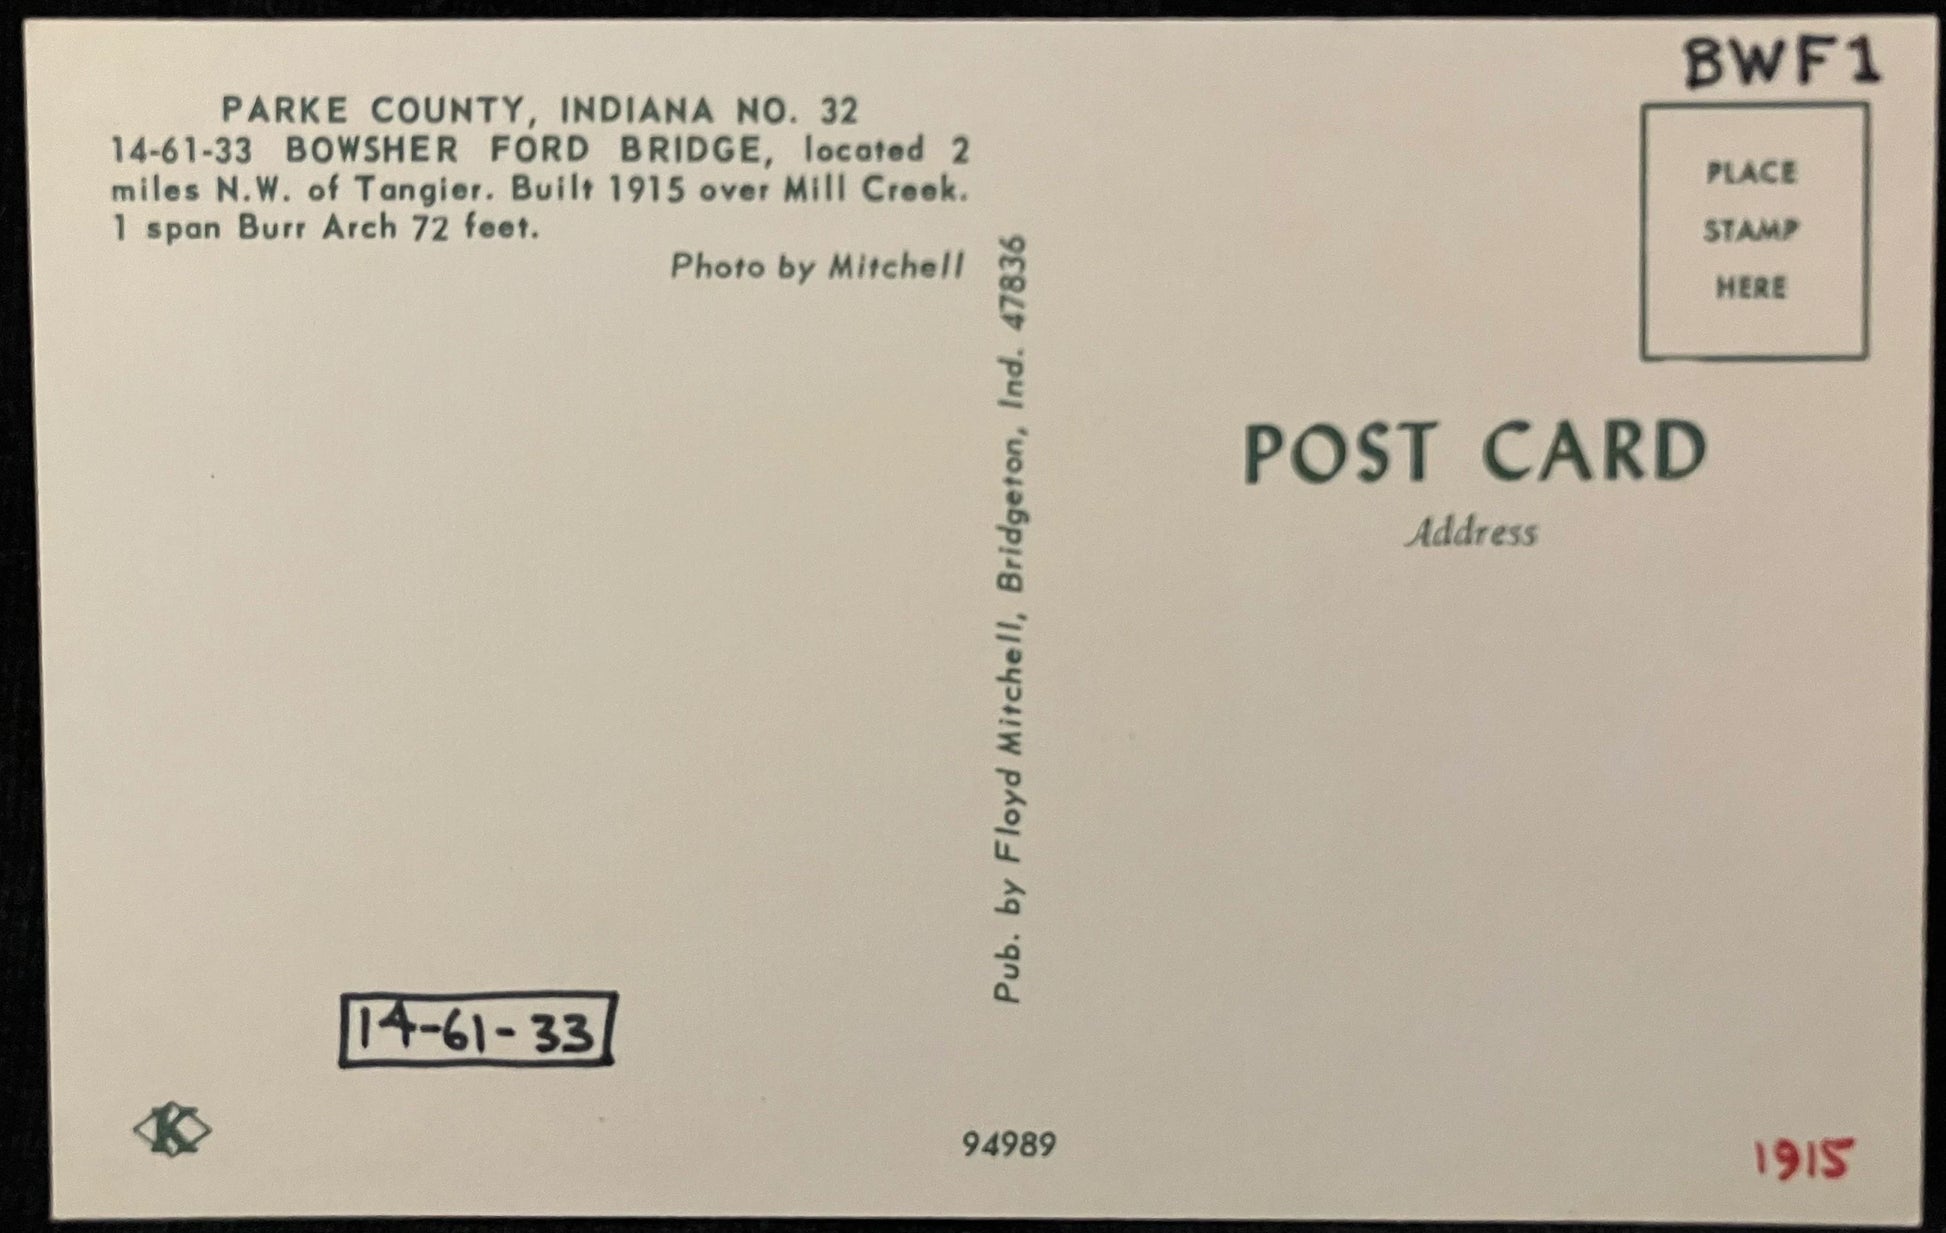 BWF1
PARKE COUNTY, INDIANA NO. 32
14-61-33 BOWSHER FORD BRIDGE, located 2
miles N.W. of Tangier. Built 1915 over Mill Creek.
1 span Burr Arch 72 feet.
Photo by Mitchell
Pub. by Floyd Mitchell, Bridgeton, Ind. 47836
PLACE
STAMP
HERE
POST CARD
Address
14-61-33
K
94989
1915